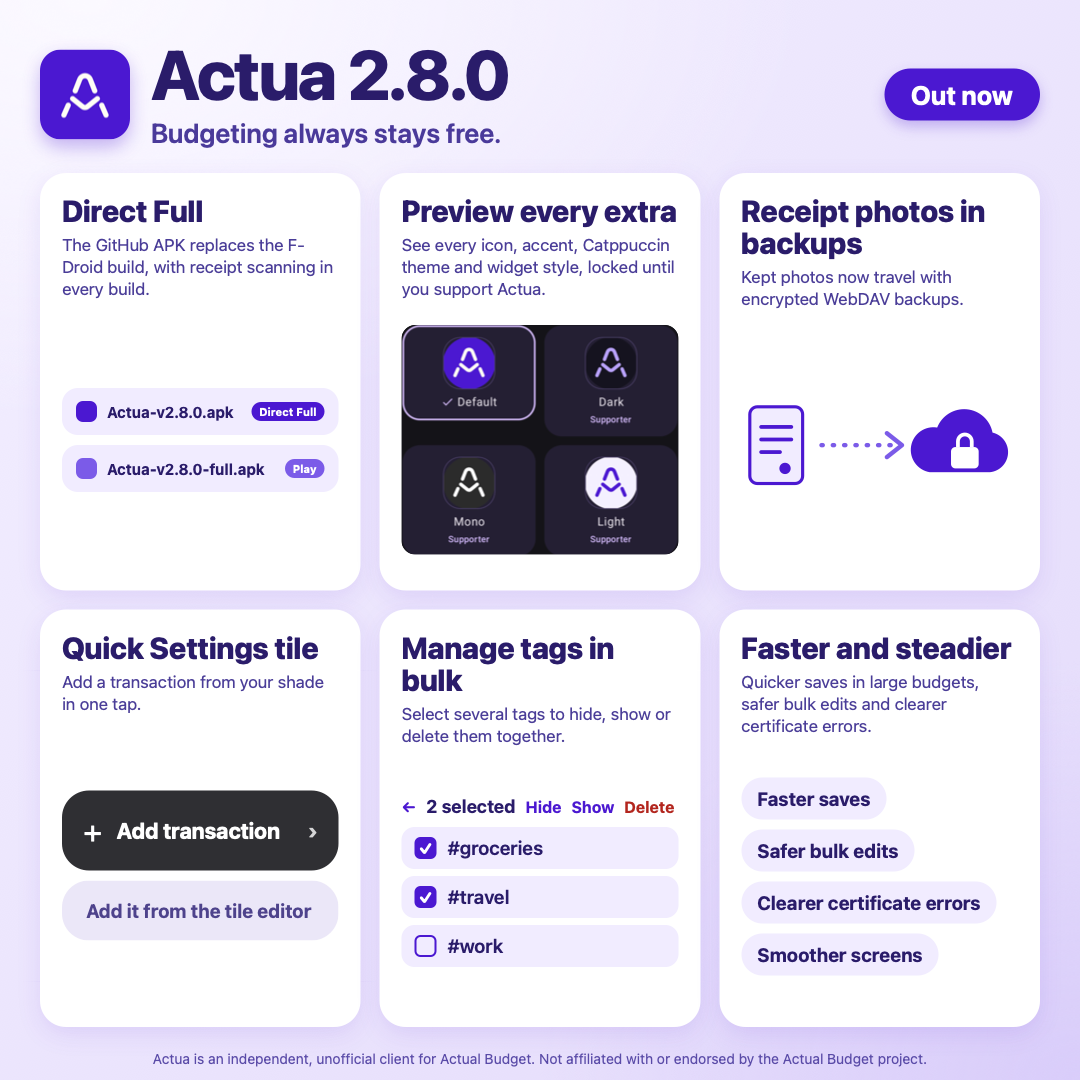 Actua 2.8.0
Budgeting always stays free.
Out now
Direct Full
The GitHub APK replaces the F-
Droid build, with receipt scanning in
every build.
Actua-v2.8.0.apk
Direct Full
Actua-v2.8.0-full.apk
Play
Preview every extra
See every icon, accent, Catppuccin
theme and widget style, locked until
you support Actua.
✓ Default
Dark
Supporter
Mono
Supporter
Light
Supporter
Receipt photos in
backups
Kept photos now travel with
encrypted WebDAV backups.
Quick Settings tile
Add a transaction from your shade
in one tap.
+ Add transaction ›
Add it from the tile editor
Manage tags in
bulk
Select several tags to hide, show or
delete them together.
← 2 selected Hide Show Delete
#groceries
#travel
#work
Faster and steadier
Quicker saves in large budgets,
safer bulk edits and clearer
certificate errors.
Faster saves
Safer bulk edits
Clearer certificate errors
Smoother screens
Actua is an independent, unofficial client for Actual Budget. Not affiliated with or endorsed by the Actual Budget project.